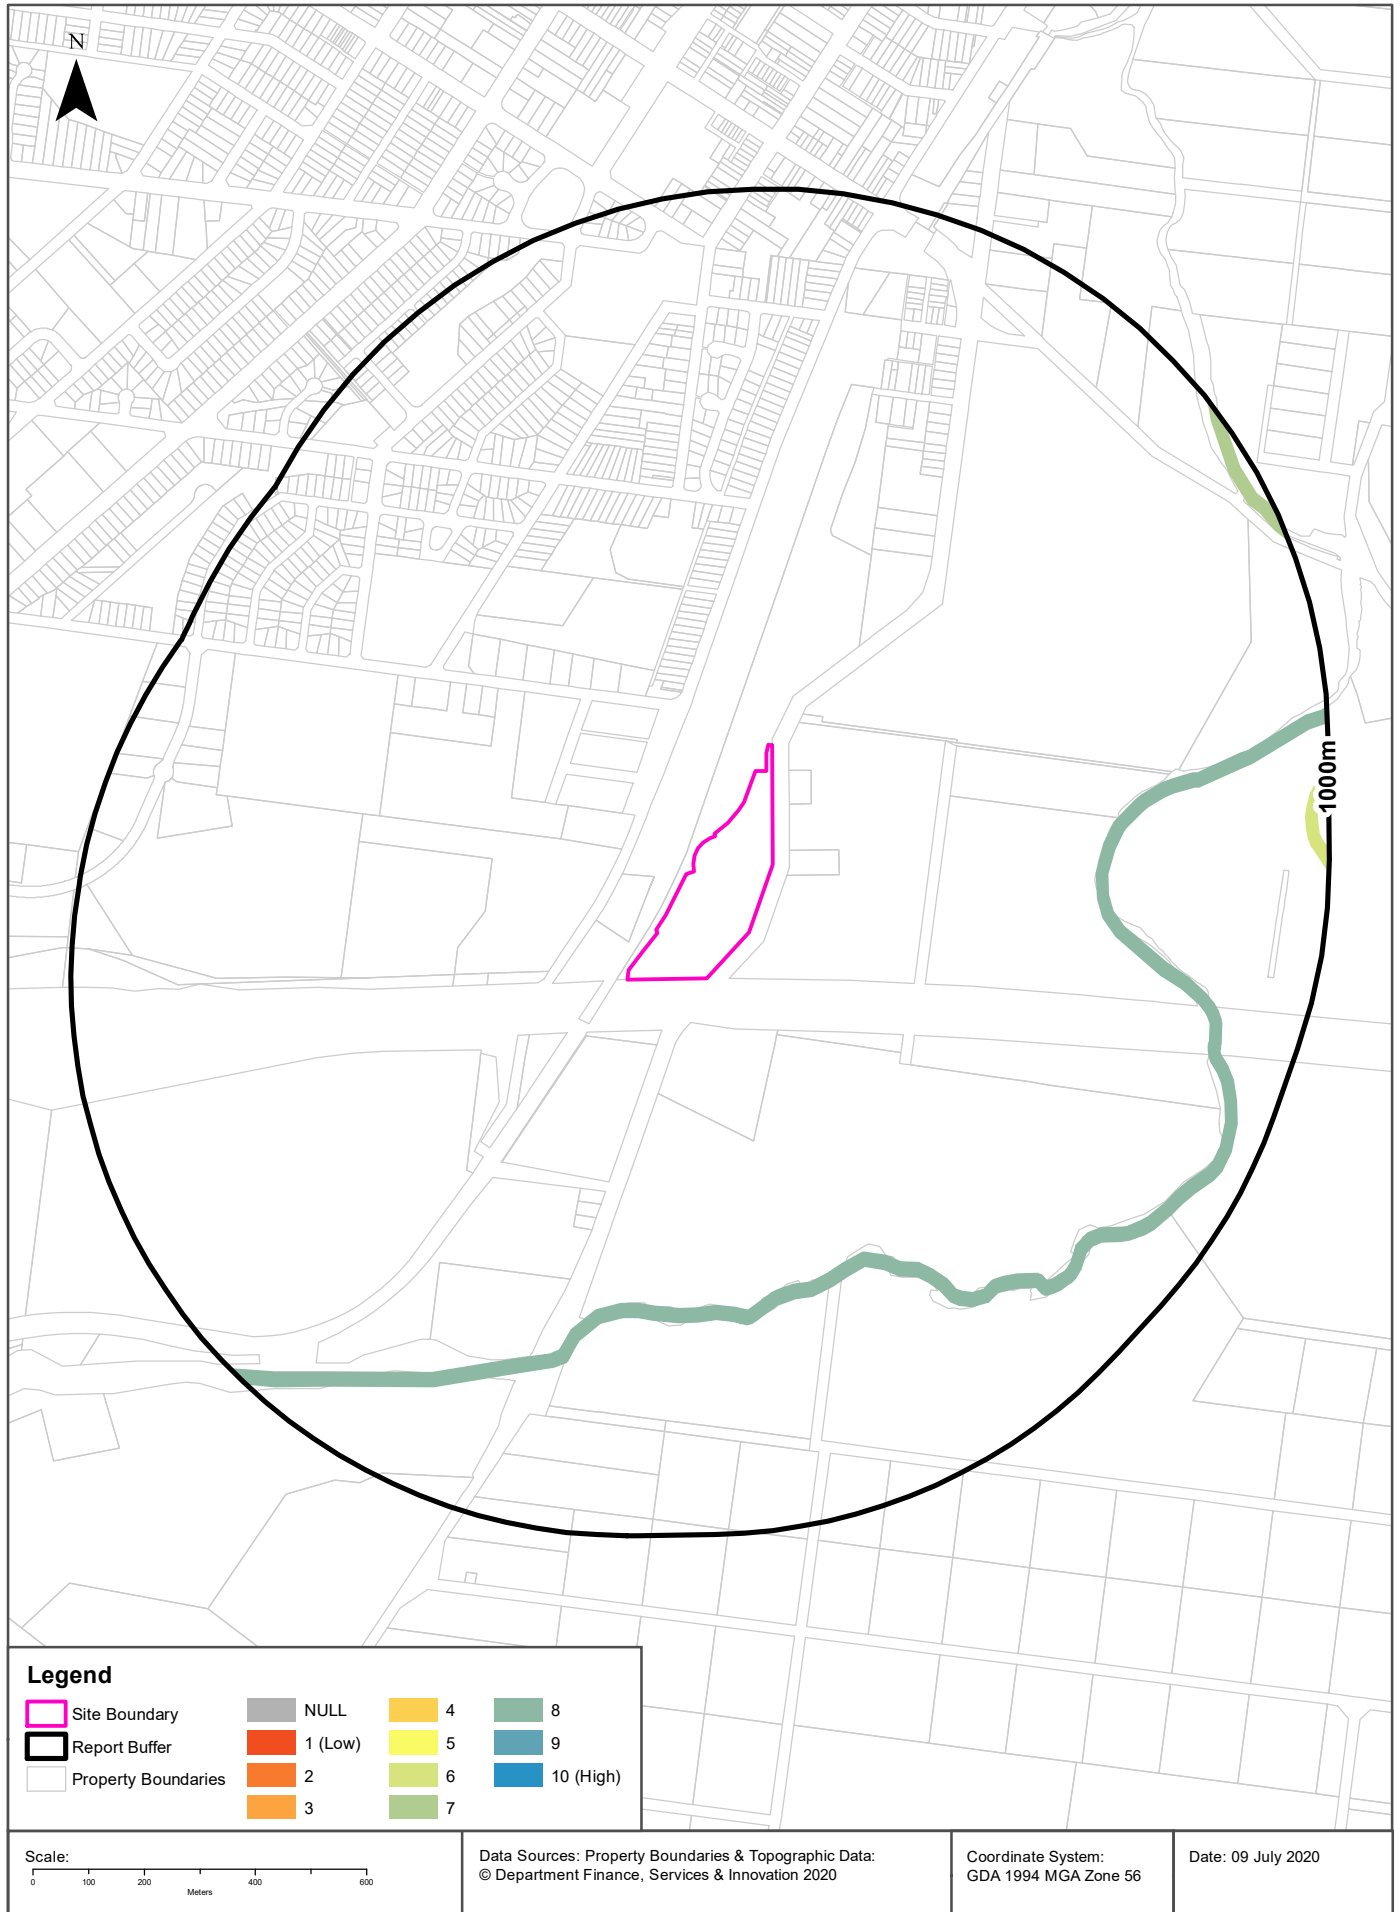 N
1000m
Legend
Site Boundary
Report Buffer
Property Boundaries
NULL
1 (Low)
2
3
4
5
6
7
8
9
10 (High)
Scale:
0 100 200 400 600
Meters
Data Sources: Property Boundaries & Topographic Data:
© Department Finance, Services & Innovation 2020
Coordinate System:
GDA 1994 MGA Zone 56
Date: 09 July 2020